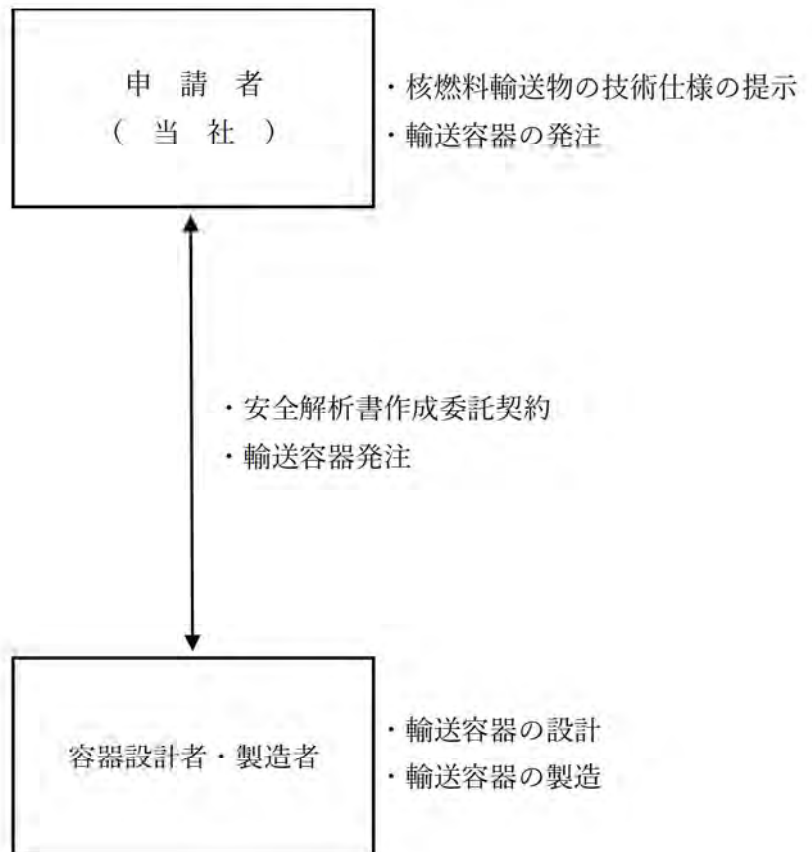 申 請 者
（ 当 社 ）
・核燃料輸送物の技術仕様の提示
・輸送容器の発注
・安全解析書作成委託契約
・輸送容器発注
容器設計者・製造者
・輸送容器の設計
・輸送容器の製造